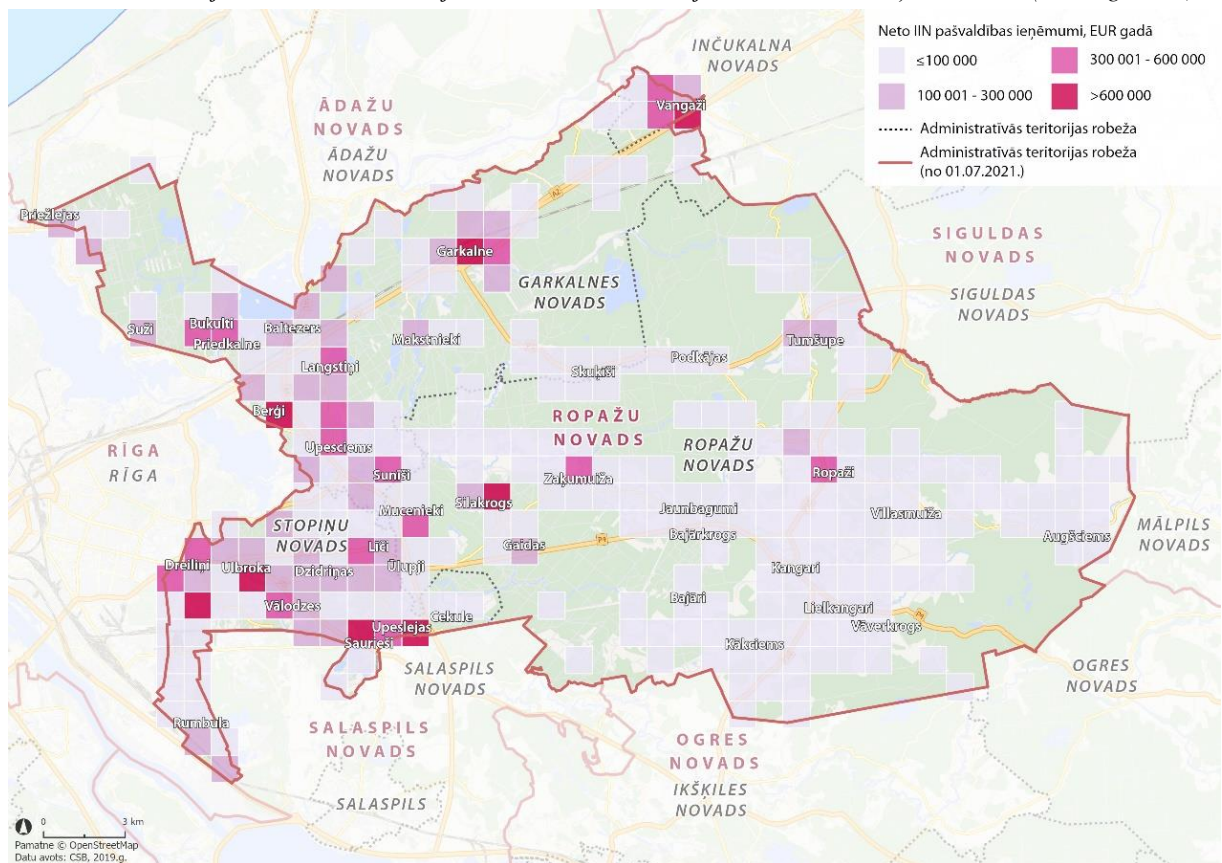 Neto IIN pašvaldības ieņēmumi, EUR gadā
≤100 000
300 001 - 600 000
100 001 - 300 000
>600 000
Administratīvās teritorijas robeža
Administratīvās teritorijas robeža
(no 01.07.2021.)
INČUKALNA
NOVADS
Vangaži
ĀDAŽU
NOVADS
ĀDAŽU
NOVADS
Priežlejas
SIGULDAS
NOVADS
SIGULDAS
NOVADS
Garkalne
GARKALNES
NOVADS
Suži
Bukulti
Priedkalne
Baltezers
Makstnieki
Tumšupe
Langstiņi
Skuķīši
Podkājas
Berģi
ROPAŽU
NOVADS
ROPAŽU
NOVADS
Upesciems
RĪGA
RĪGA
Sunīši
Zaķumuiža
Ropaži
Silakrogs
Mucenieki
Jaunbagumi
Villasmuiža
STOPIŅU
NOVADS
Bajārkrogs
Augšciems
MĀLPILS
NOVADS
Līči
Gaidas
P4
Dreiliņi
Ulbroka
Dzidriņas
Ūlupji
Kangari
Vālodzes
Cekule
Bajāri
Lielkangari
P4
Vāverkrogs
Upeslejas
Saurieši
Kākciems
SALASPILS
NOVADS
OGRES
NOVADS
Rumbula
SALASPILS
NOVADS
OGRES
NOVADS
IKŠĶILES
NOVADS
SALASPILS
0 3 km
Pamatne © OpenStreetMap
Datu avots: CSB, 2019.g.